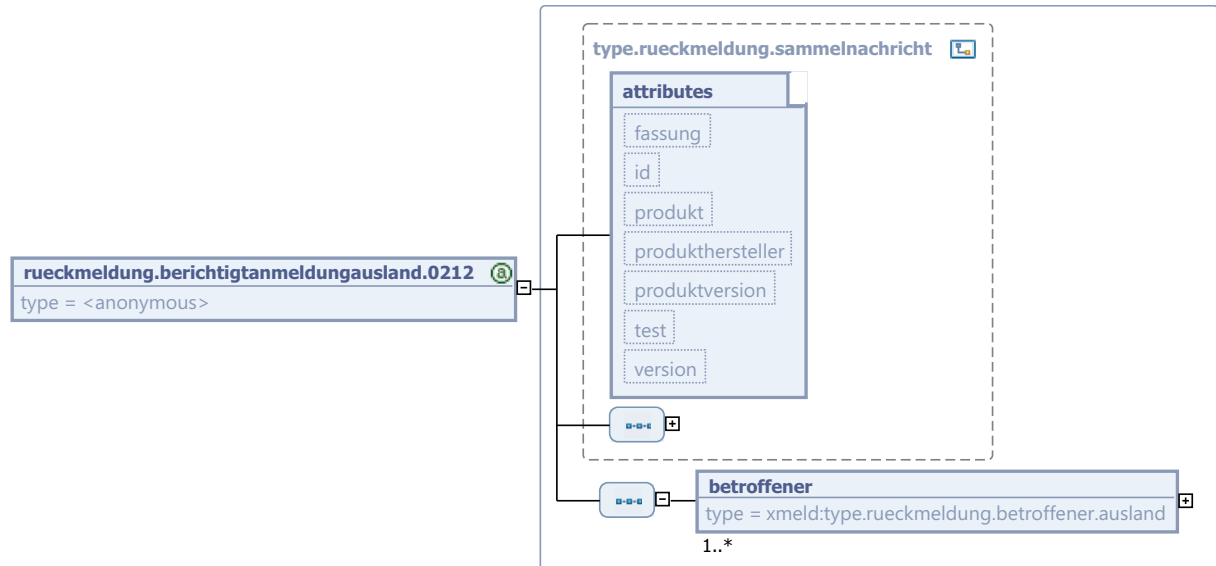 type.rueckmeldung.sammelnachricht
attributes
fassung
id
produkt
produkthersteller
produktversion
test
version
rueckmeldung.berichtigtanmeldungausland.0212
type = <anonymous>
betroffener
type = xmeld:type.rueckmeldung.betroffener.ausland
1..*